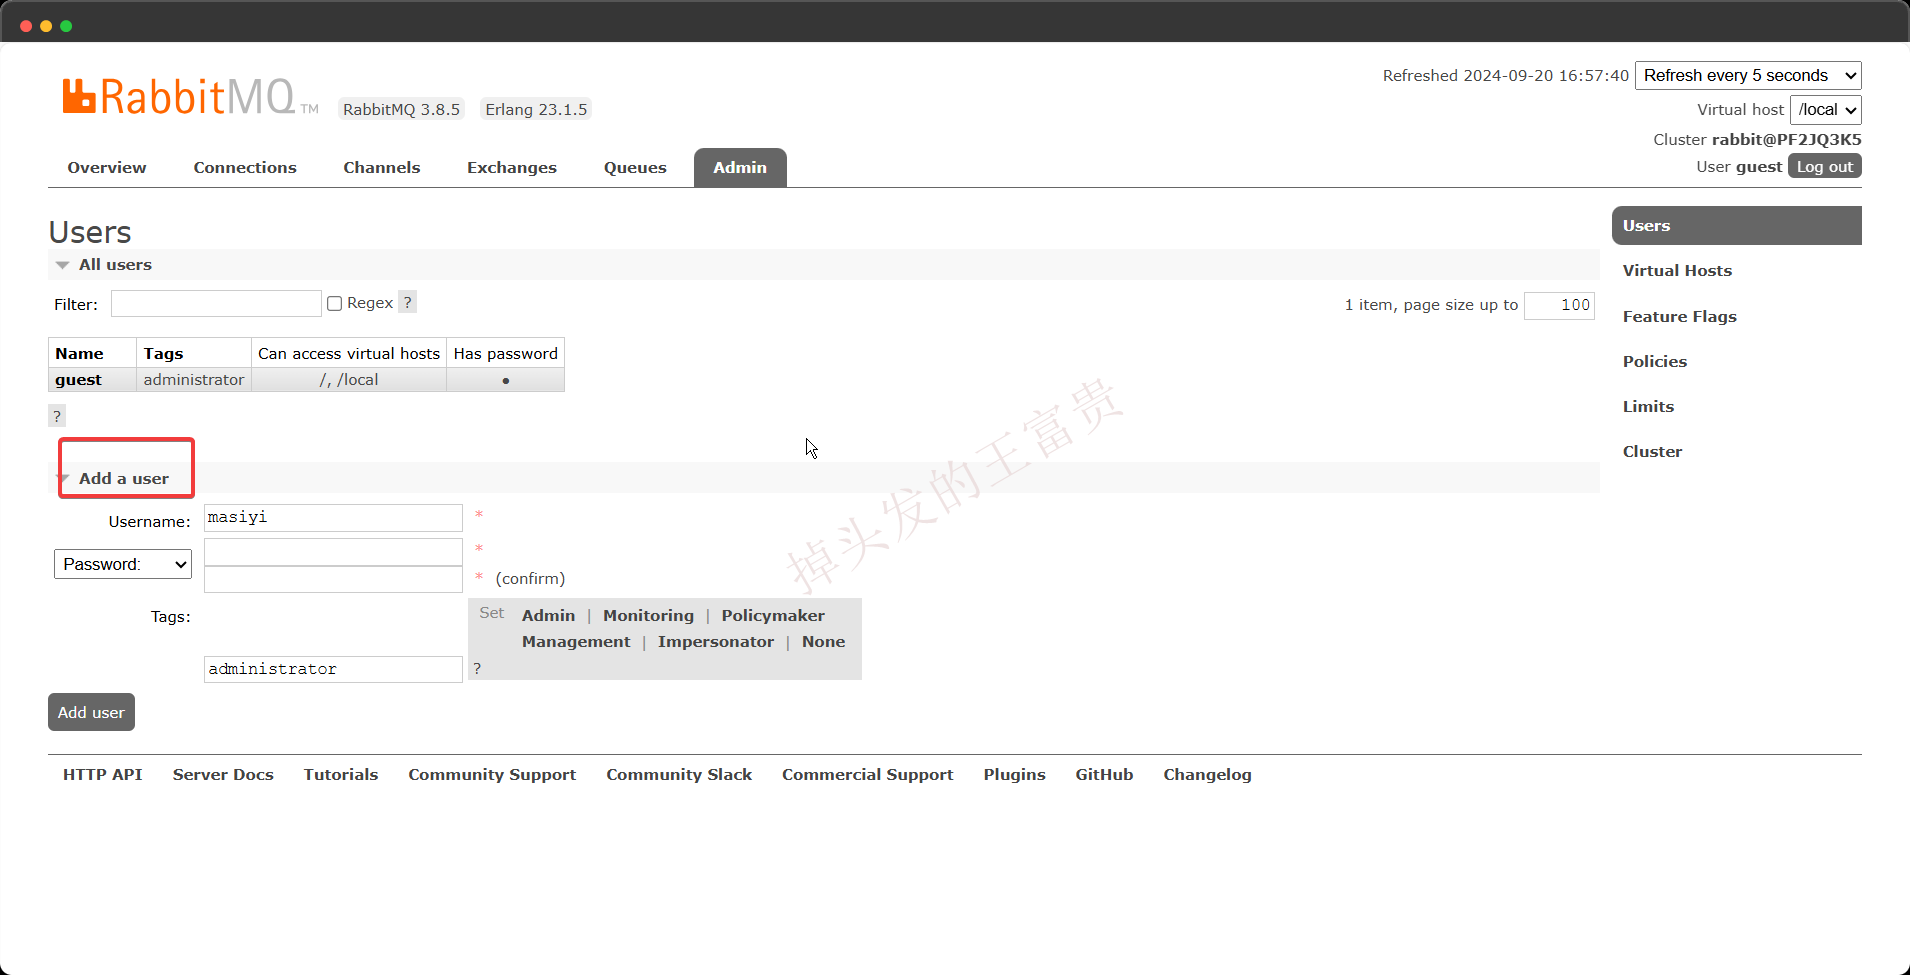 RabbitMQ TM RabbitMQ 3.8.5 Erlang 23.1.5
Refreshed 2024-09-20 16:57:40 Refresh every 5 seconds
Virtual host /local
Cluster rabbit@PF2JQ3K5
User guest Log out
Overview Connections Channels Exchanges Queues Admin
Users
All users
Filter: Regex ? 1 item, page size up to 100
Name Tags Can access virtual hosts Has password
guest administrator /, /local ●
?
Add a user
Username: masiyi *
Password: *
* (confirm)
Tags: Set Admin | Monitoring | Policymaker
Management | Impersonator | None
administrator ?
Add user
Users
Virtual Hosts
Feature Flags
Policies
Limits
Cluster
HTTP API Server Docs Tutorials Community Support Community Slack Commercial Support Plugins GitHub Changelog
掉头发的王富贵